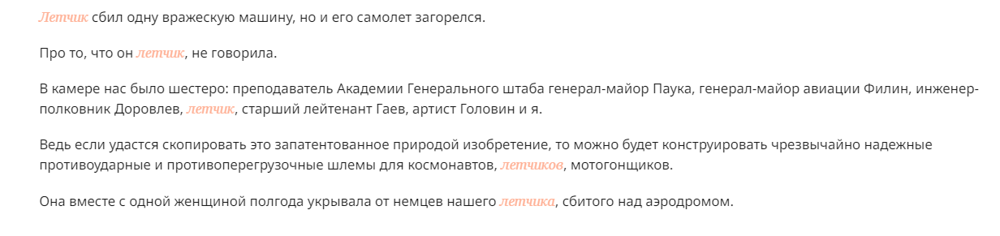 Летчик сбил одну вражескую машину, но и его самолет загорелся.
Про то, что он летчик, не говорила.
В камере нас было шестеро: преподаватель Академии Генерального штаба генерал-майор Паука, генерал-майор авиации Филин, инженер-
полковник Доровлев, летчик, старший лейтенант Гаев, артист Головин и я.
Ведь если удастся скопировать это запатентованное природой изобретение, то можно будет конструировать чрезвычайно надежные
противоударные и противоперегрузочные шлемы для космонавтов, летчиков, мотогонщиков.
Она вместе с одной женщиной полгода укрывала от немцев нашего летчика, сбитого над аэродромом.